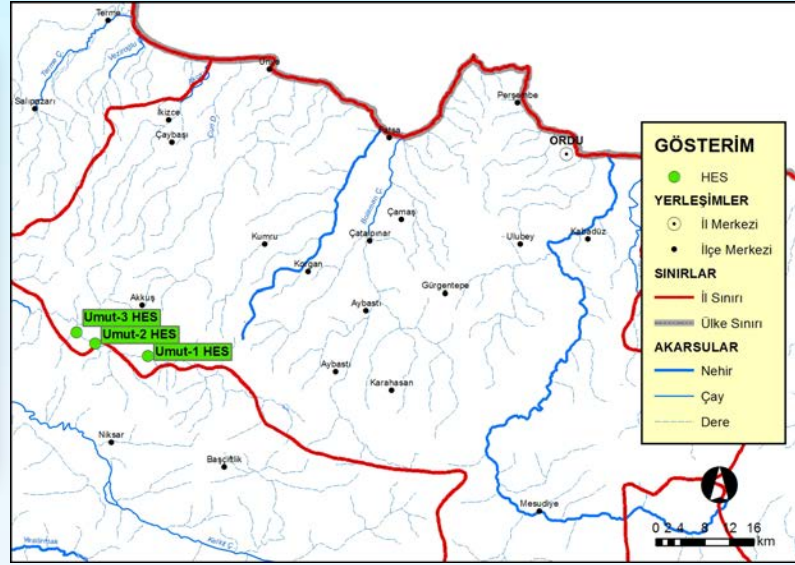 Terme
Terme Ç.
Salıpazarı
İkizce
Çaybaşı
Ünye
Fatsa
Perşembe
ORDU
Bolaman Ç.
Çamaş
Çatalpınar
Kumru
Korgan
Ulubey
Kabadüz
Gürgentepe
Akkuş
Aybastı
Umut-3 HES
Umut-2 HES
Umut-1 HES
Aybastı
Karahasan
Niksar
Başçiftlik
Mesudiye
GÖSTERİM
HES
YERLEŞİMLER
İl Merkezi
İlçe Merkezi
SINIRLAR
İl Sınırı
Ülke Sınırı
AKARSULAR
Nehir
Çay
Dere
0 2 4 8 12 16
km